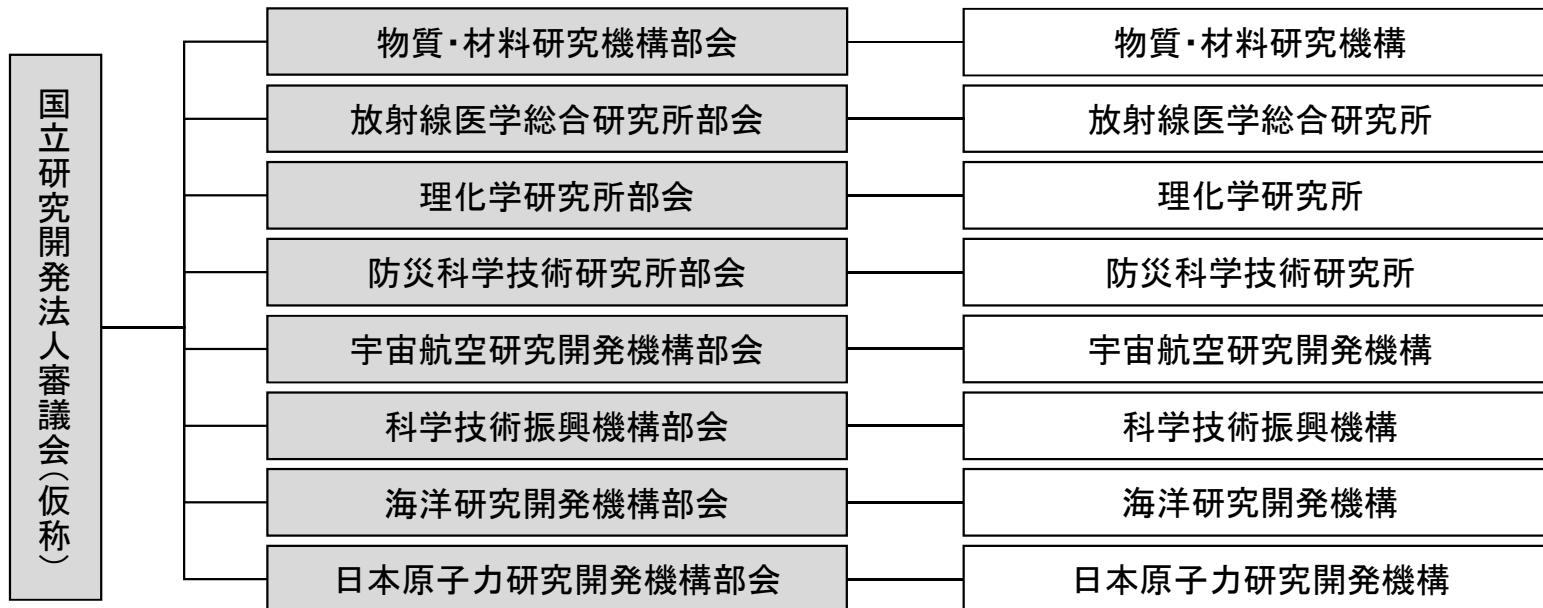 国立研究開発法人審議会(仮称)
物質・材料研究機構部会
物質・材料研究機構
放射線医学総合研究所部会
放射線医学総合研究所
理化学研究所部会
理化学研究所
防災科学技術研究所部会
防災科学技術研究所
宇宙航空研究開発機構部会
宇宙航空研究開発機構
科学技術振興機構部会
科学技術振興機構
海洋研究開発機構部会
海洋研究開発機構
日本原子力研究開発機構部会
日本原子力研究開発機構